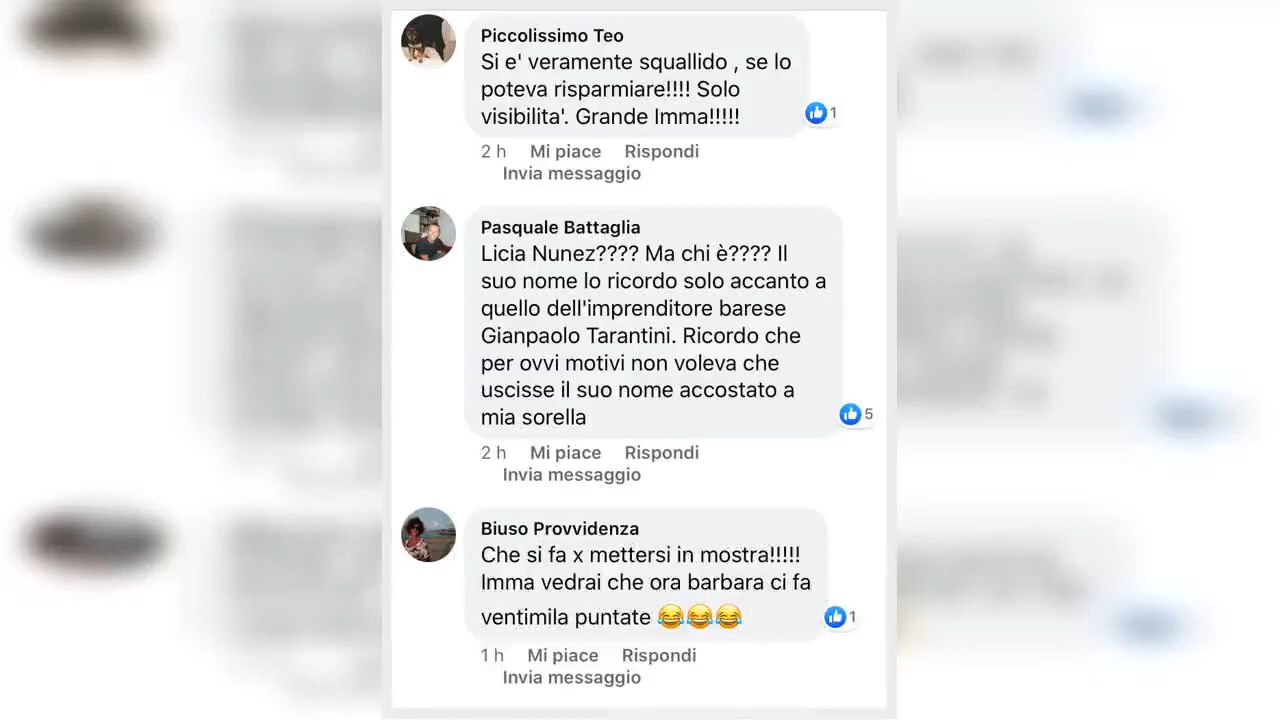 Piccolissimo Teo
Si e' veramente squallido , se lo
poteva risparmiare!!!! Solo
visibilita'. Grande Imma!!!!!
1
2 h Mi piace Rispondi
Invia messaggio
Pasquale Battaglia
Licia Nunez???? Ma chi è???? Il
suo nome lo ricordo solo accanto a
quello dell'imprenditore barese
Gianpaolo Tarantini. Ricordo che
per ovvi motivi non voleva che
uscisse il suo nome accostato a
mia sorella
5
2 h Mi piace Rispondi
Invia messaggio
Biuso Provvidenza
Che si fa x mettersi in mostra!!!!!
Imma vedrai che ora barbara ci fa
ventimila puntate 😂😂😂
1
1 h Mi piace Rispondi
Invia messaggio